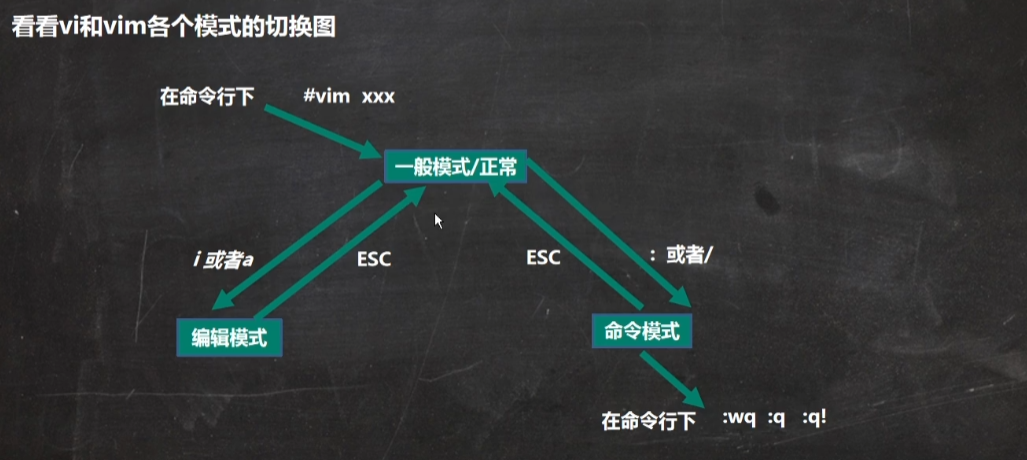 看看vi和vim各个模式的切换图
在命令行下 #vim xxx
一般模式/正常
i 或者a
ESC
ESC
: 或者/
编辑模式
命令模式
在命令行下 :wq :q :q!